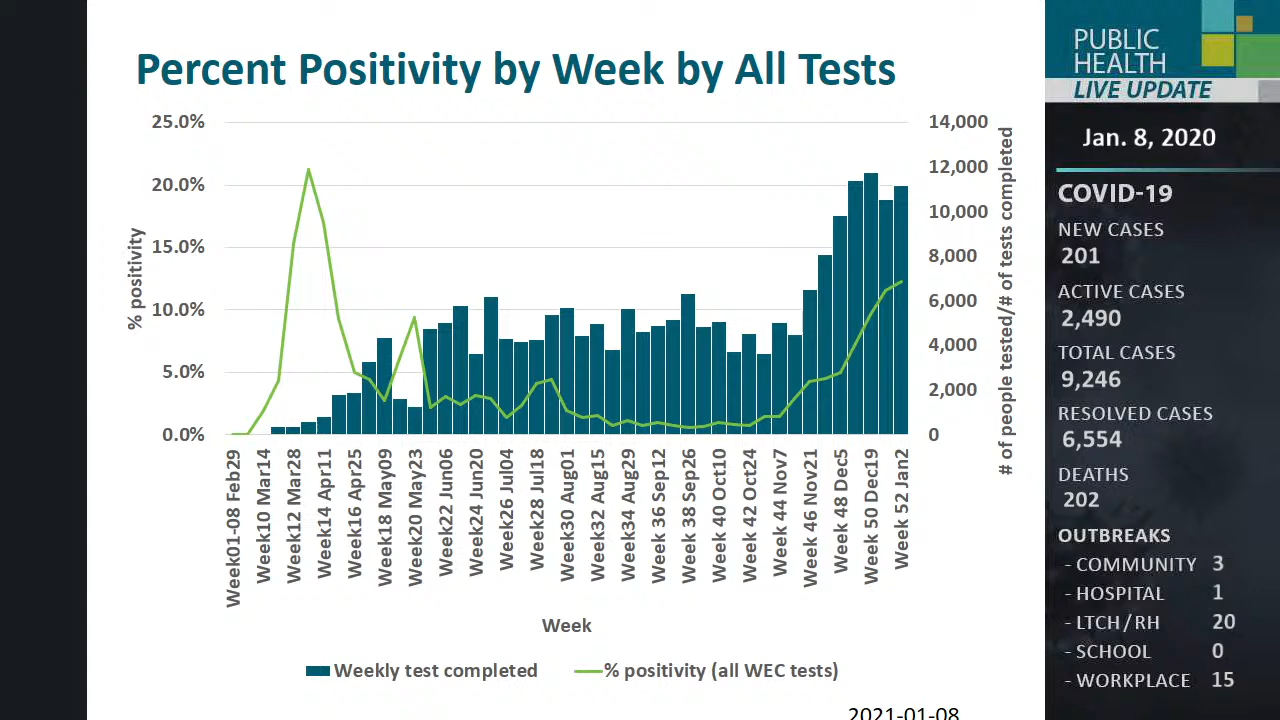 Percent Positivity by Week by All Tests
25.0%
20.0%
15.0%
10.0%
5.0%
0.0%
% positivity
14,000
12,000
10,000
8,000
6,000
4,000
2,000
0
# of people tested/# of tests completed
Week01-08 Feb29
Week10 Mar14
Week12 Mar28
Week14 Apr11
Week16 Apr25
Week18 May09
Week20 May23
Week22 Jun06
Week24 Jun20
Week26 Jul04
Week28 Jul18
Week30 Aug01
Week32 Aug15
Week34 Aug29
Week 36 Sep12
Week 38 Sep26
Week 40 Oct10
Week 42 Oct24
Week 44 Nov7
Week 46 Nov21
Week 48 Dec5
Week 50 Dec19
Week 52 Jan2
Week
Weekly test completed
% positivity (all WEC tests)
2021-01-08
PUBLIC
HEALTH
LIVE UPDATE
Jan. 8, 2020
COVID-19
NEW CASES
201
ACTIVE CASES
2,490
TOTAL CASES
9,246
RESOLVED CASES
6,554
DEATHS
202
OUTBREAKS
- COMMUNITY 3
- HOSPITAL 1
- LTCH/RH 20
- SCHOOL 0
- WORKPLACE 15